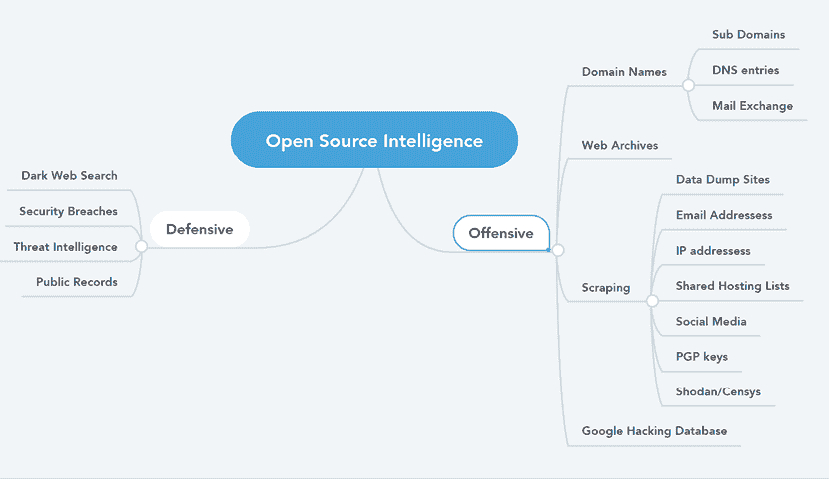 Open Source Intelligence
Defensive
Dark Web Search
Security Breaches
Threat Intelligence
Public Records
Offensive
Domain Names
Sub Domains
DNS entries
Mail Exchange
Web Archives
Scraping
Data Dump Sites
Email Addressess
IP addressess
Shared Hosting Lists
Social Media
PGP keys
Shodan/Censys
Google Hacking Database